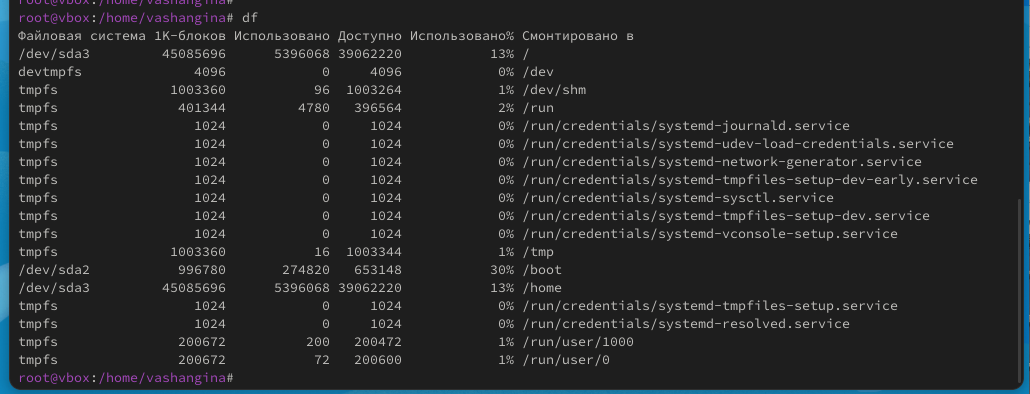 root@vbox:/home/vashangina#
root@vbox:/home/vashangina# df
Файловая система 1K-блоков Использовано Доступно Использовано% Смонтировано в
/dev/sda3 45085696 5396068 39062220 13% /
devtmpfs 4096 0 4096 0% /dev
tmpfs 1003360 96 1003264 1% /dev/shm
tmpfs 401344 4780 396564 2% /run
tmpfs 1024 0 1024 0% /run/credentials/systemd-journald.service
tmpfs 1024 0 1024 0% /run/credentials/systemd-udev-load-credentials.service
tmpfs 1024 0 1024 0% /run/credentials/systemd-network-generator.service
tmpfs 1024 0 1024 0% /run/credentials/systemd-tmpfiles-setup-dev-early.service
tmpfs 1024 0 1024 0% /run/credentials/systemd-sysctl.service
tmpfs 1024 0 1024 0% /run/credentials/systemd-tmpfiles-setup-dev.service
tmpfs 1024 0 1024 0% /run/credentials/systemd-vconsole-setup.service
tmpfs 1003360 16 1003344 1% /tmp
/dev/sda2 996780 274820 653148 30% /boot
/dev/sda3 45085696 5396068 39062220 13% /home
tmpfs 1024 0 1024 0% /run/credentials/systemd-tmpfiles-setup.service
tmpfs 1024 0 1024 0% /run/credentials/systemd-resolved.service
tmpfs 200672 200 200472 1% /run/user/1000
tmpfs 200672 72 200600 1% /run/user/0
root@vbox:/home/vashangina#